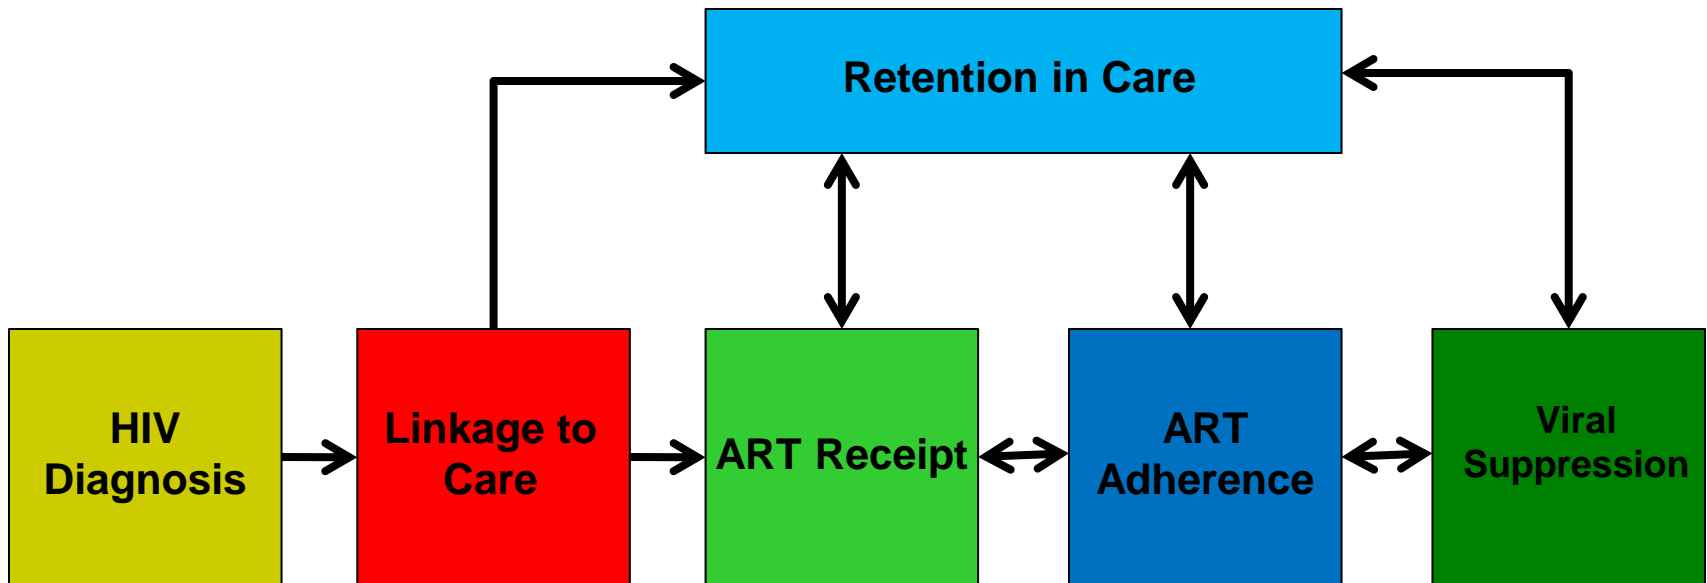 Retention in Care
HIV
Diagnosis
Linkage to
Care
ART Receipt
ART
Adherence
Viral
Suppression